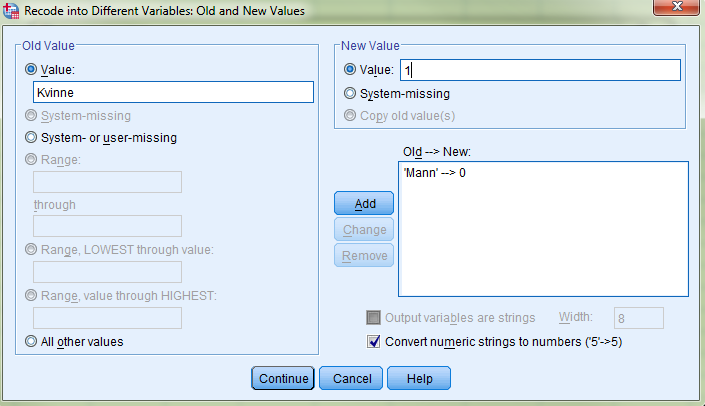 Recode into Different Variables: Old and New Values
Old Value
Value:
Kvinne
System-missing
System- or user-missing
Range:
through
Range, LOWEST through value:
Range, value through HIGHEST:
All other values
New Value
Value: 1
System-missing
Copy old value(s)
Old --> New:
'Mann' --> 0
Add
Change
Remove
Output variables are strings Width: 8
Convert numeric strings to numbers ('5'->5)
Continue Cancel Help